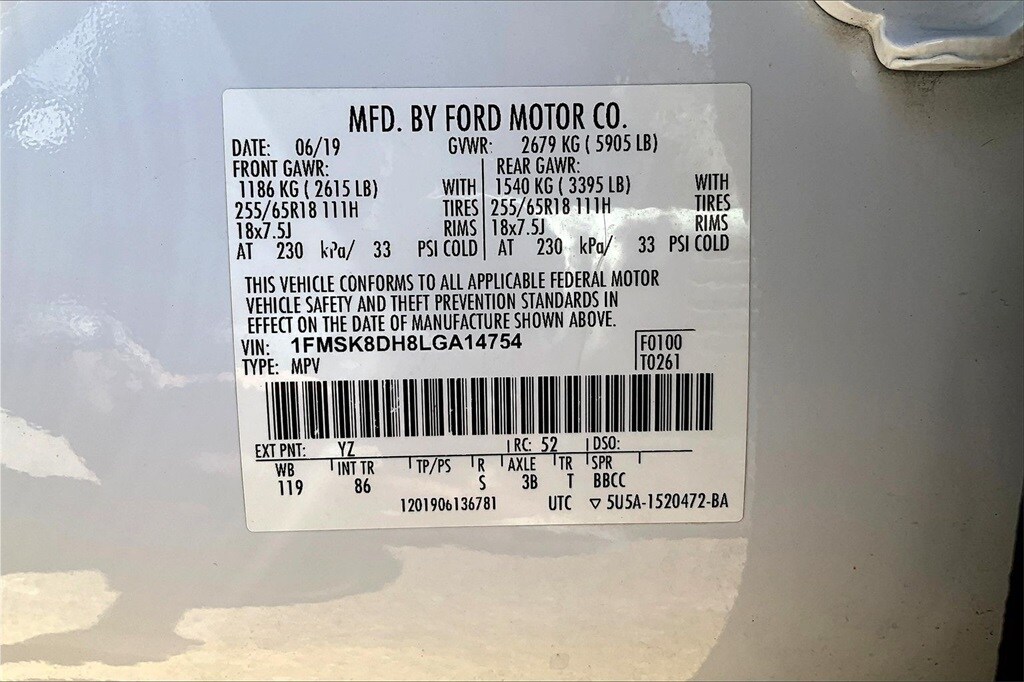 MFD. BY FORD MOTOR CO.
DATE: 06/19 GVWR: 2679 KG ( 5905 LB)
FRONT GAWR: REAR GAWR:
1186 KG ( 2615 LB) WITH 1540 KG ( 3395 LB) WITH
255/65R18 111H TIRES 255/65R18 111H TIRES
18x7.5J RIMS 18x7.5J RIMS
AT 230 kPa/ 33 PSI COLD AT 230 kPa/ 33 PSI COLD
THIS VEHICLE CONFORMS TO ALL APPLICABLE FEDERAL MOTOR
VEHICLE SAFETY AND THEFT PREVENTION STANDARDS IN
EFFECT ON THE DATE OF MANUFACTURE SHOWN ABOVE.
VIN: 1FMSK8DH8LGA14754 F0100
TYPE: MPV T0261
EXT PNT: YZ RC: 52 DSO:
WB INT TR TP/PS R AXLE TR SPR
119 86 S 3B T BBCC
1201906136781 UTC ▽ 5U5A-1520472-BA